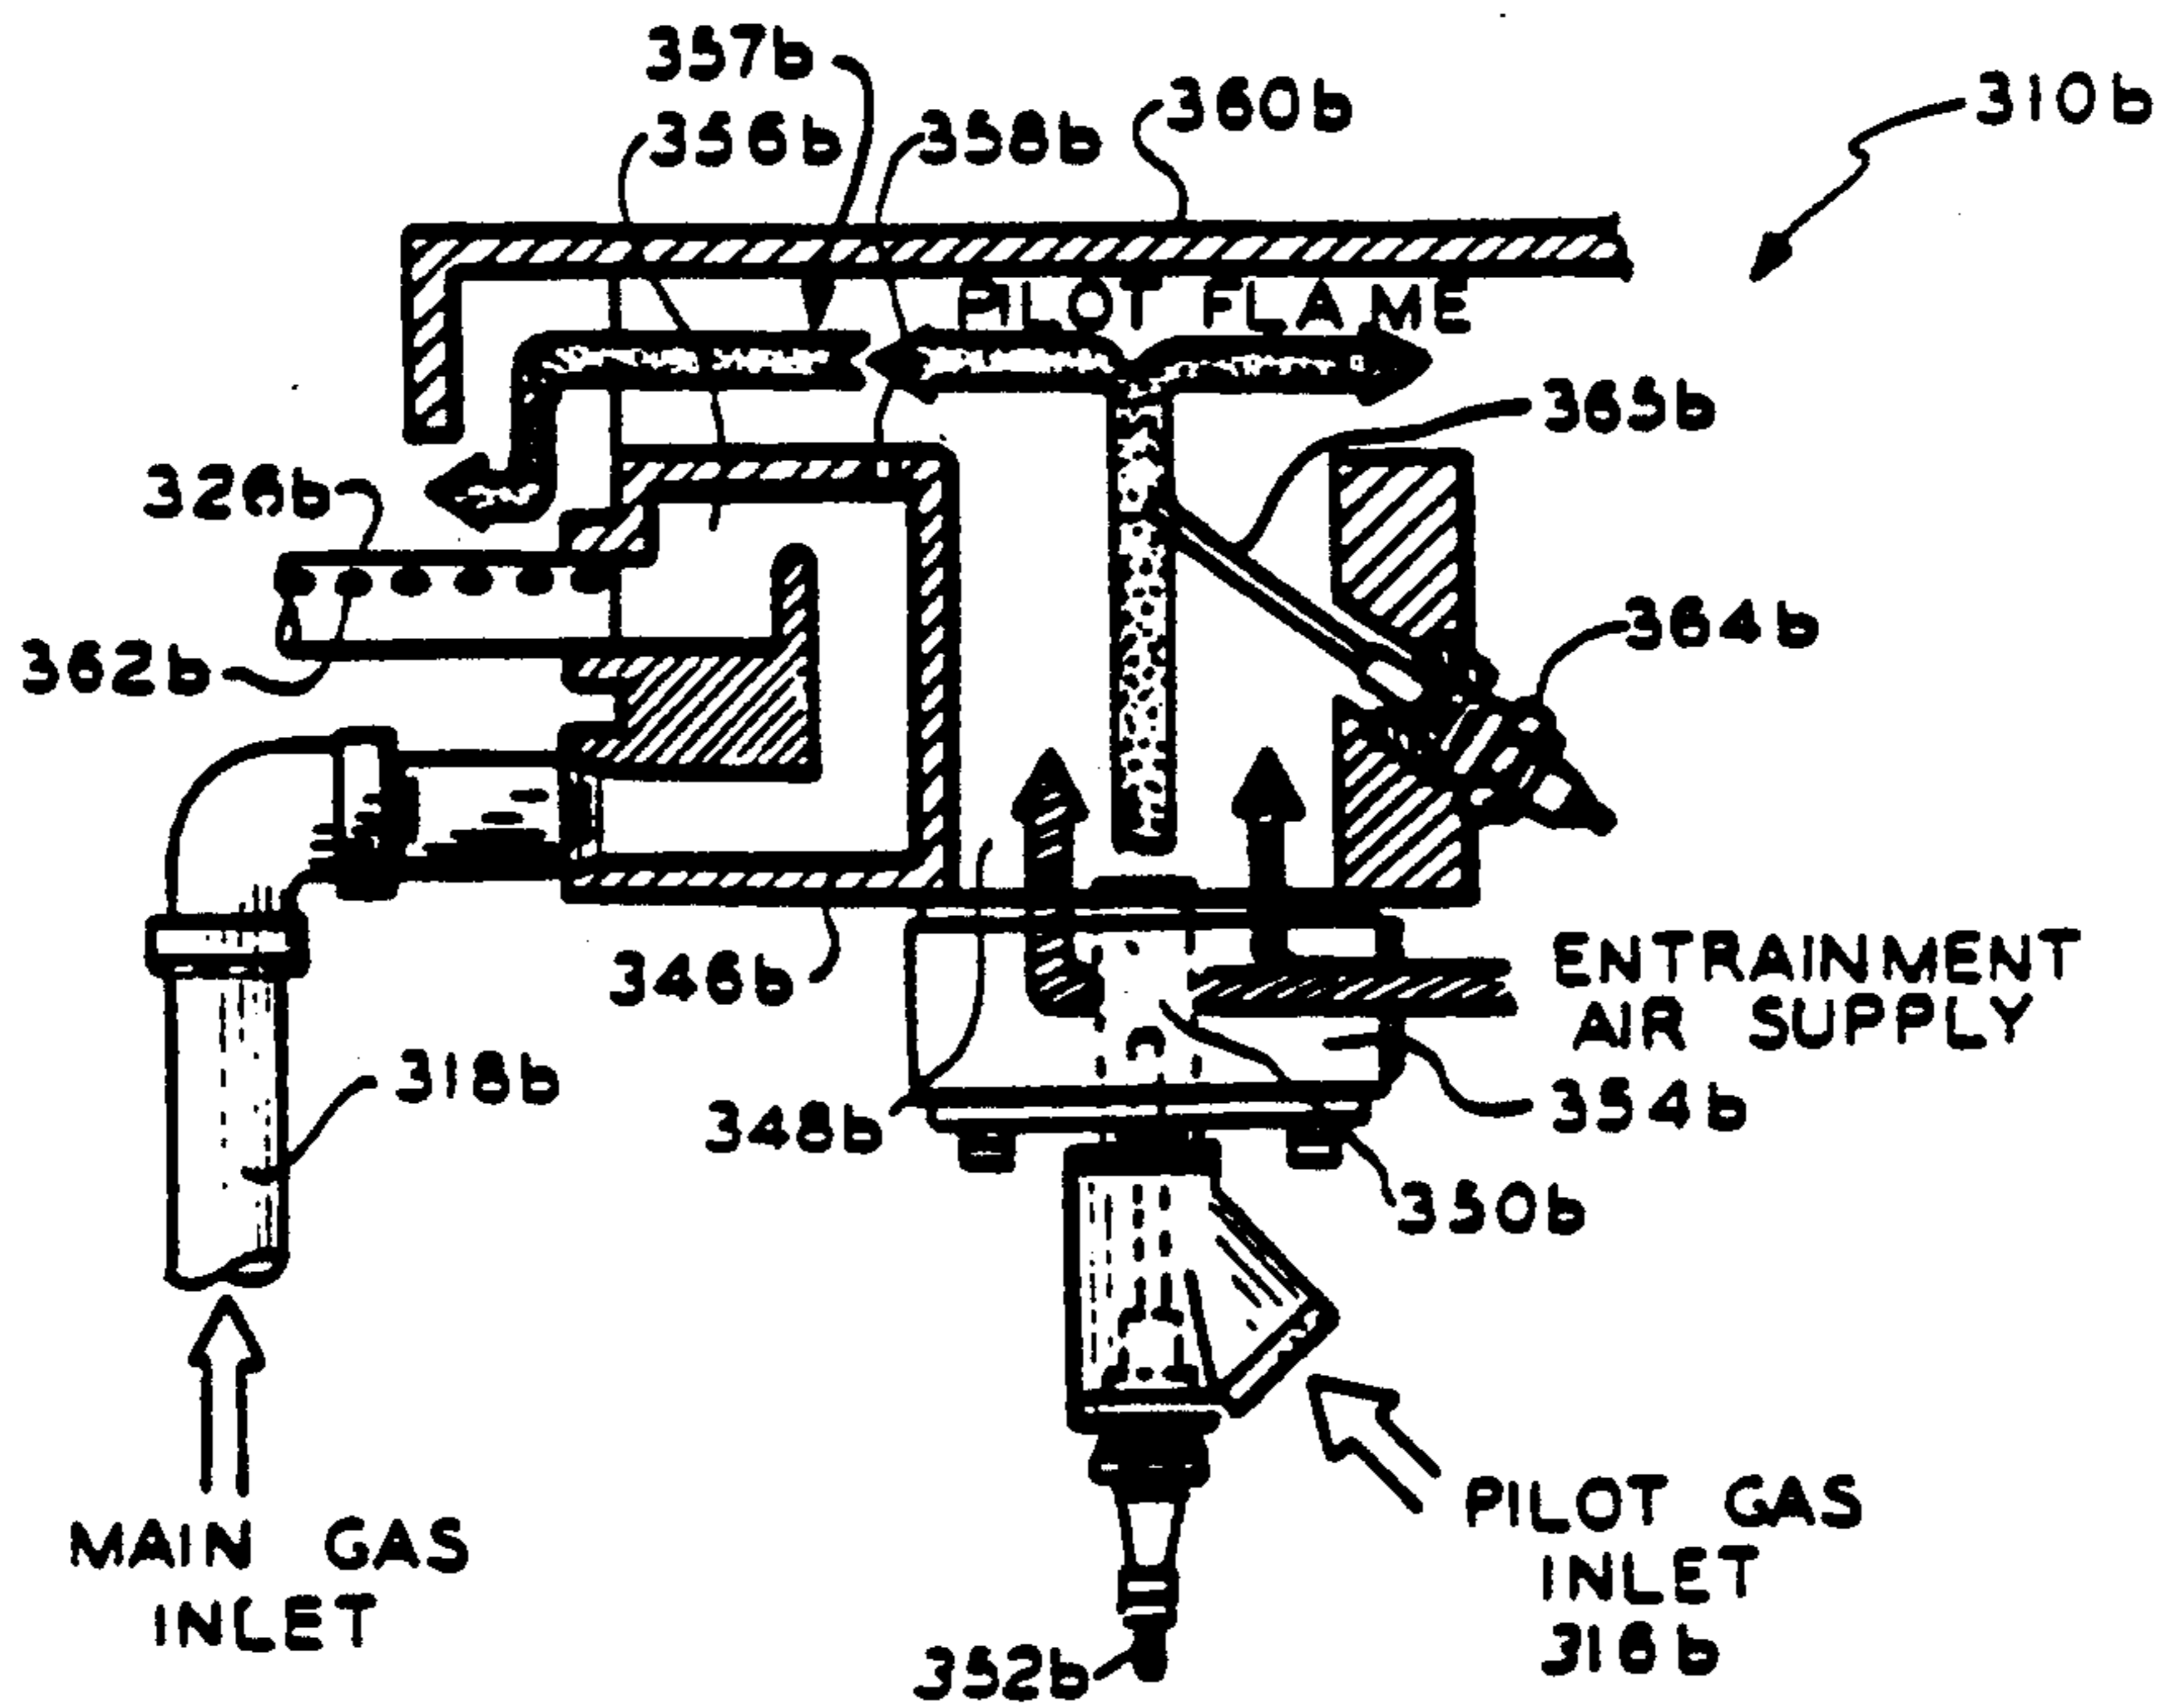 357b
356b
358b
360b
310b
PILOT FLAME
365b
326b
364b
362b
346b
ENTRAINMENT
AIR SUPPLY
318b
348b
354b
350b
MAIN GAS
INLET
PILOT GAS
INLET
316b
352b